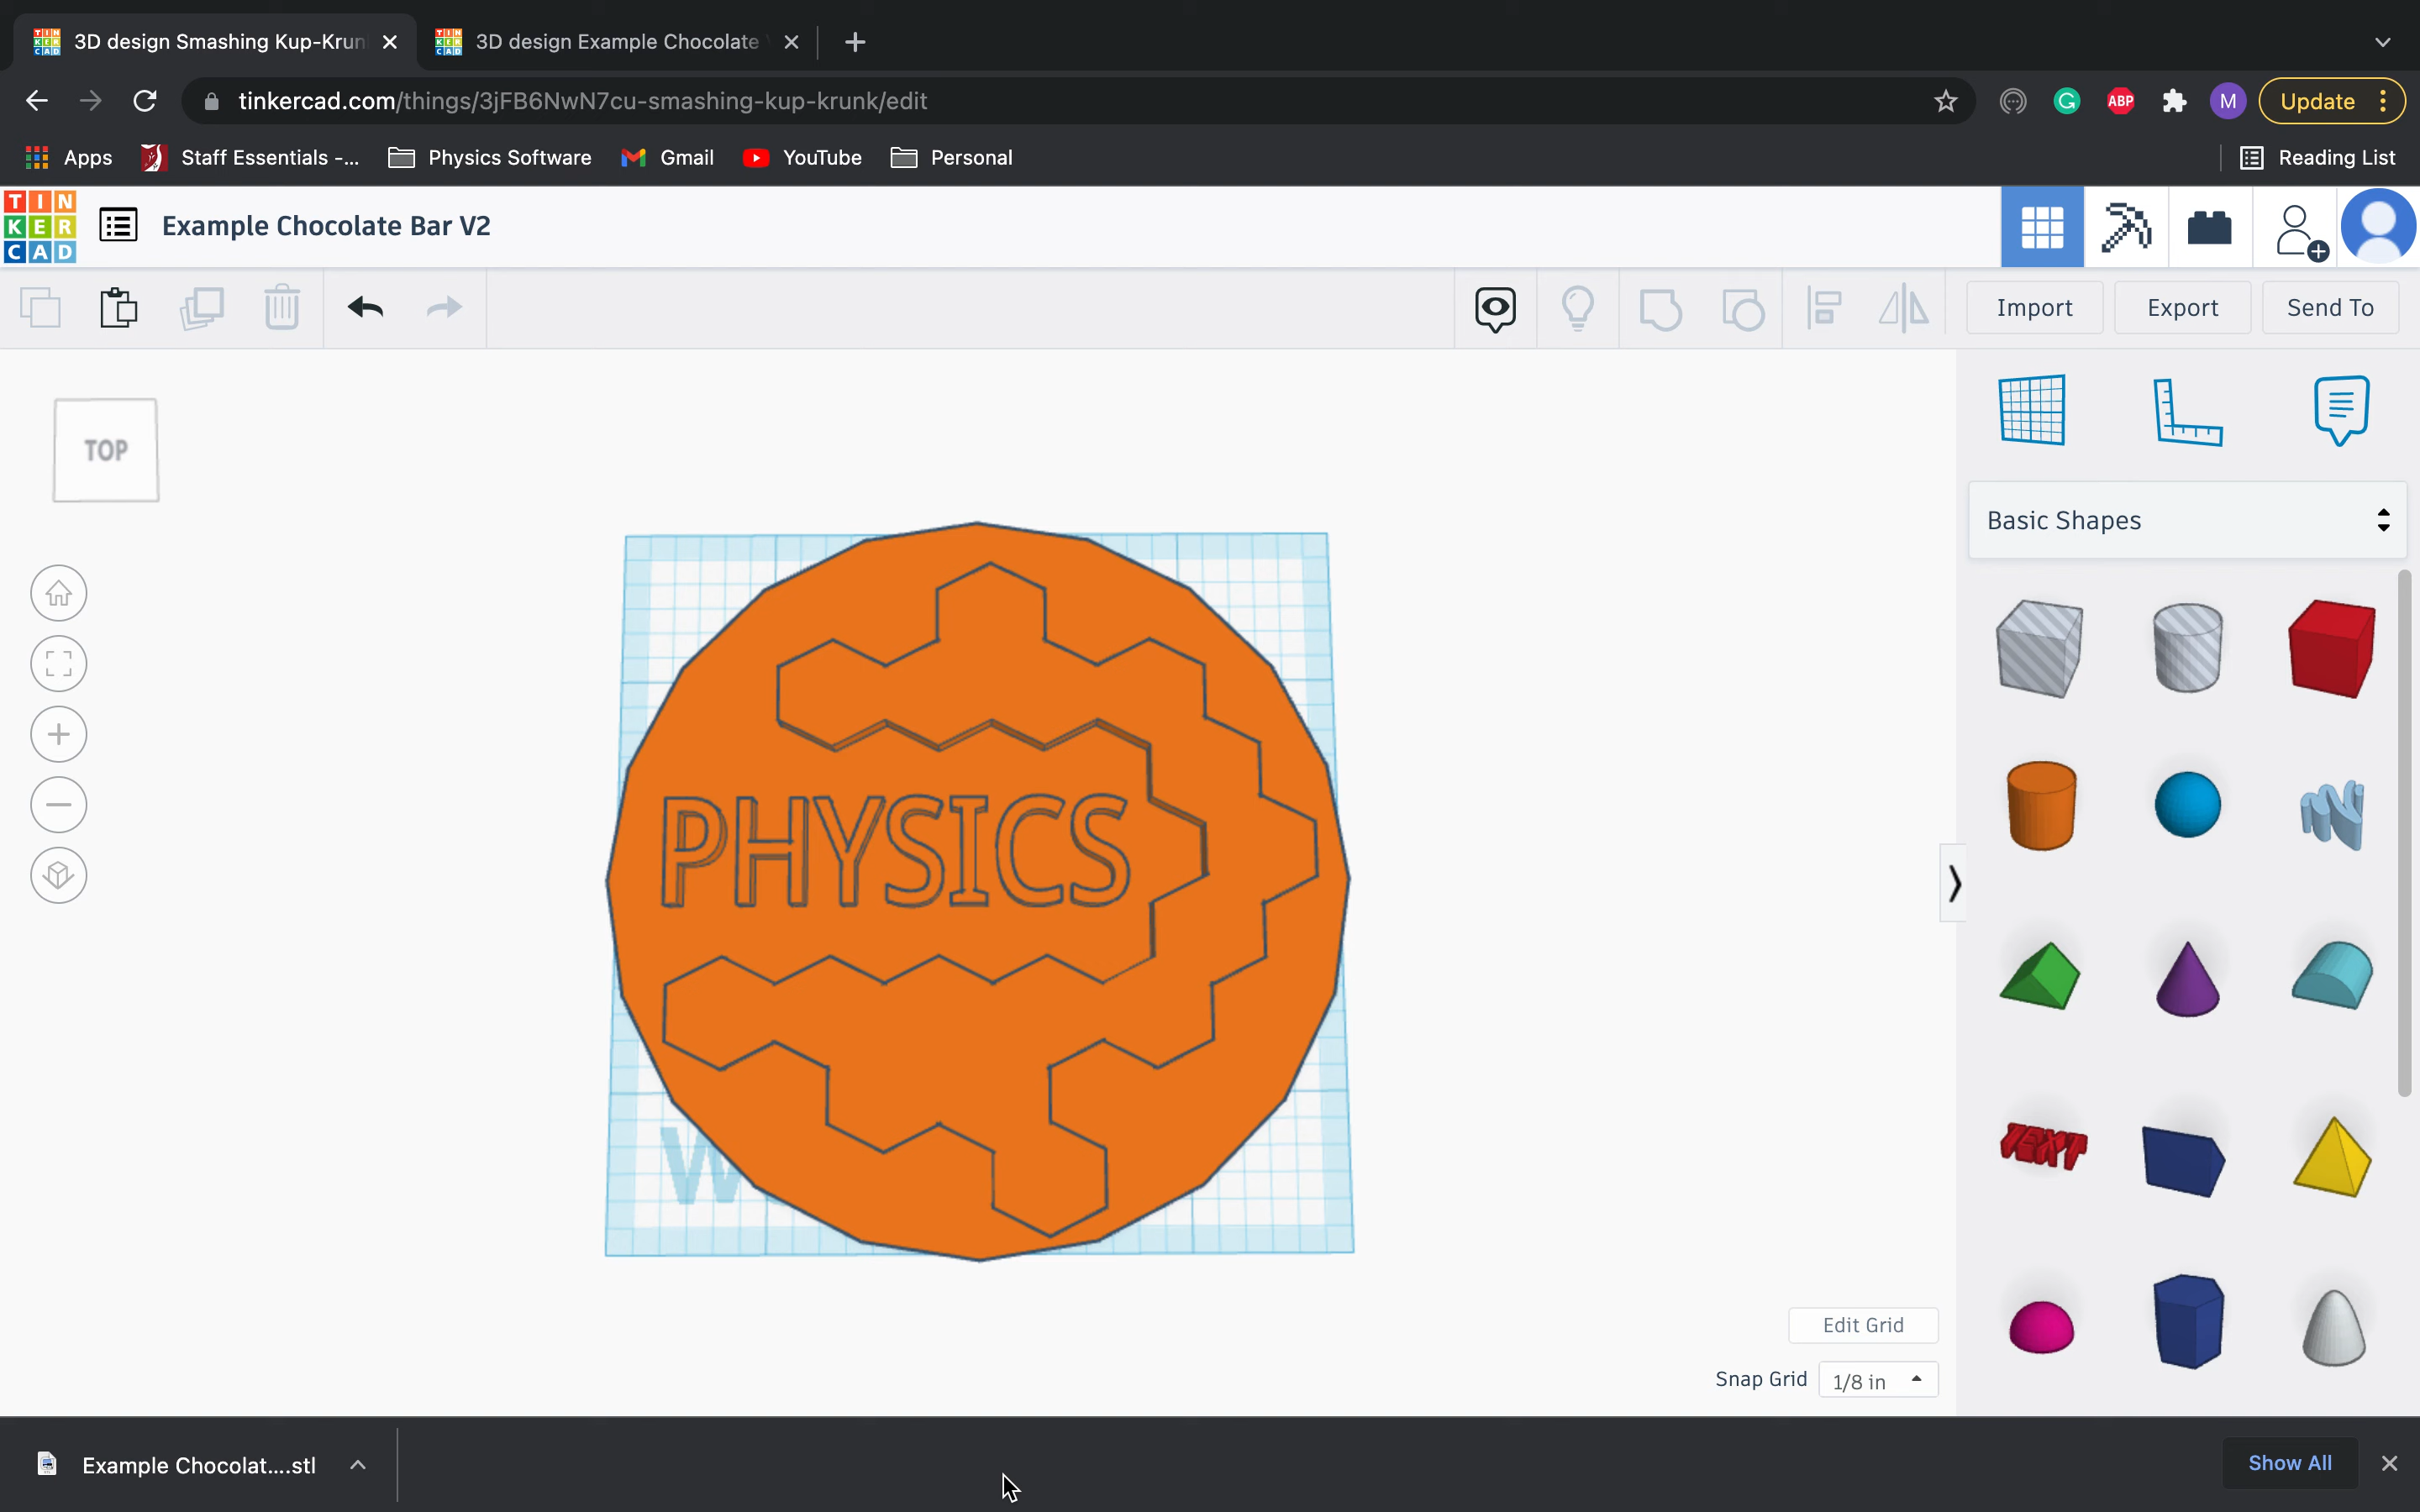 3D design Smashing Kup-Krun
3D design Example Chocolate
tinkercad.com/things/3jFB6NwN7cu-smashing-kup-krunk/edit
ABP
M
Update
Apps
Staff Essentials -...
Physics Software
Gmail
YouTube
Personal
Reading List
TIN
KER
CAD
Example Chocolate Bar V2
Import
Export
Send To
TOP
Basic Shapes
PHYSICS
W
TEXT
Edit Grid
Snap Grid
1/8 in
Example Chocolat....stl
Show All